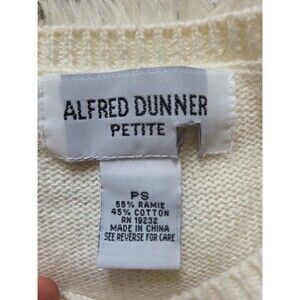 ALFRED DUNNER
PETITE
PS
55% RAMIE
45% COTTON
RN 19232
MADE IN CHINA
SEE REVERSE FOR CARE